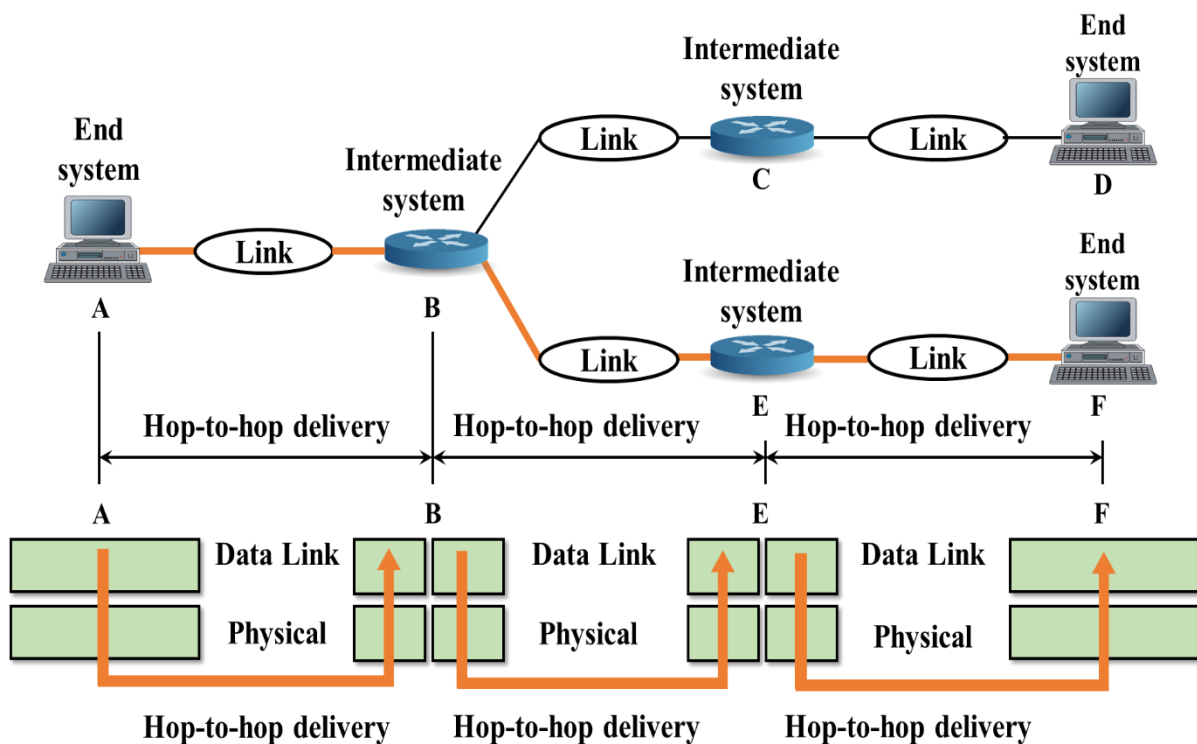 End
system
Intermediate
system
Link
Link
D
C
End
system
Intermediate
system
Link
A
B
Intermediate
system
End
system
Link
Link
E
F
Hop-to-hop delivery
Hop-to-hop delivery
Hop-to-hop delivery
A
B
E
F
Data Link
Data Link
Data Link
Physical
Physical
Physical
Hop-to-hop delivery
Hop-to-hop delivery
Hop-to-hop delivery